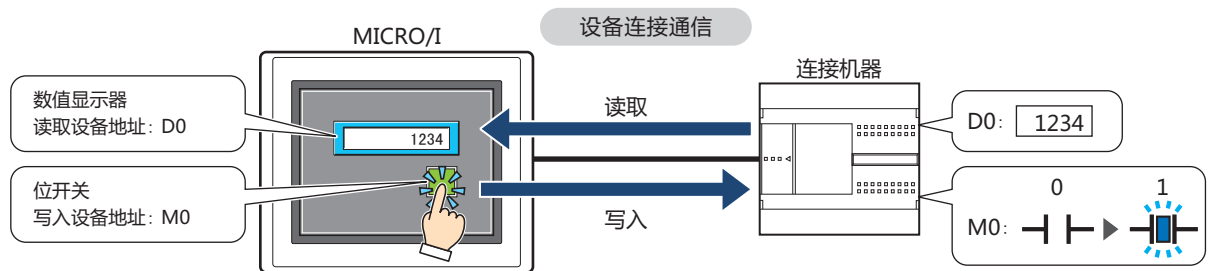 设备连接通信
MICRO/I
连接机器
数值显示器
读取设备地址: D0
1234
读取
D0: 1234
位开关
写入设备地址: M0
写入
0 1
M0: